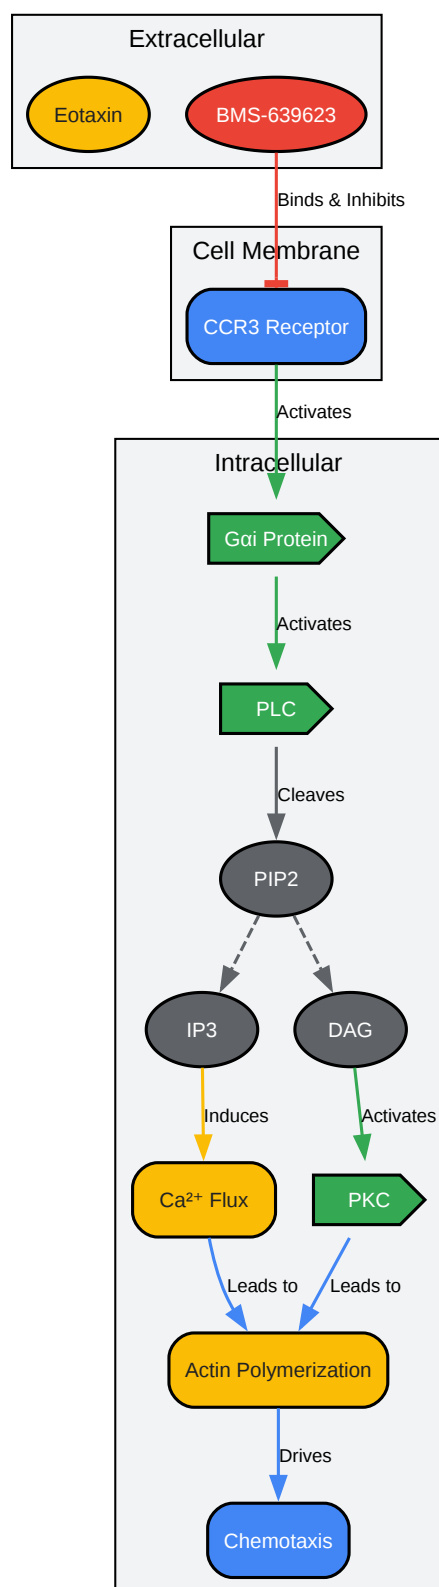 Extracellular
Eotaxin
BMS-639623
Binds & Inhibits
Cell Membrane
CCR3 Receptor
Activates
Intracellular
Gαi Protein
Activates
PLC
Cleaves
PIP2
IP3
DAG
Induces
Activates
Ca²⁺ Flux
PKC
Leads to
Leads to
Actin Polymerization
Drives
Chemotaxis